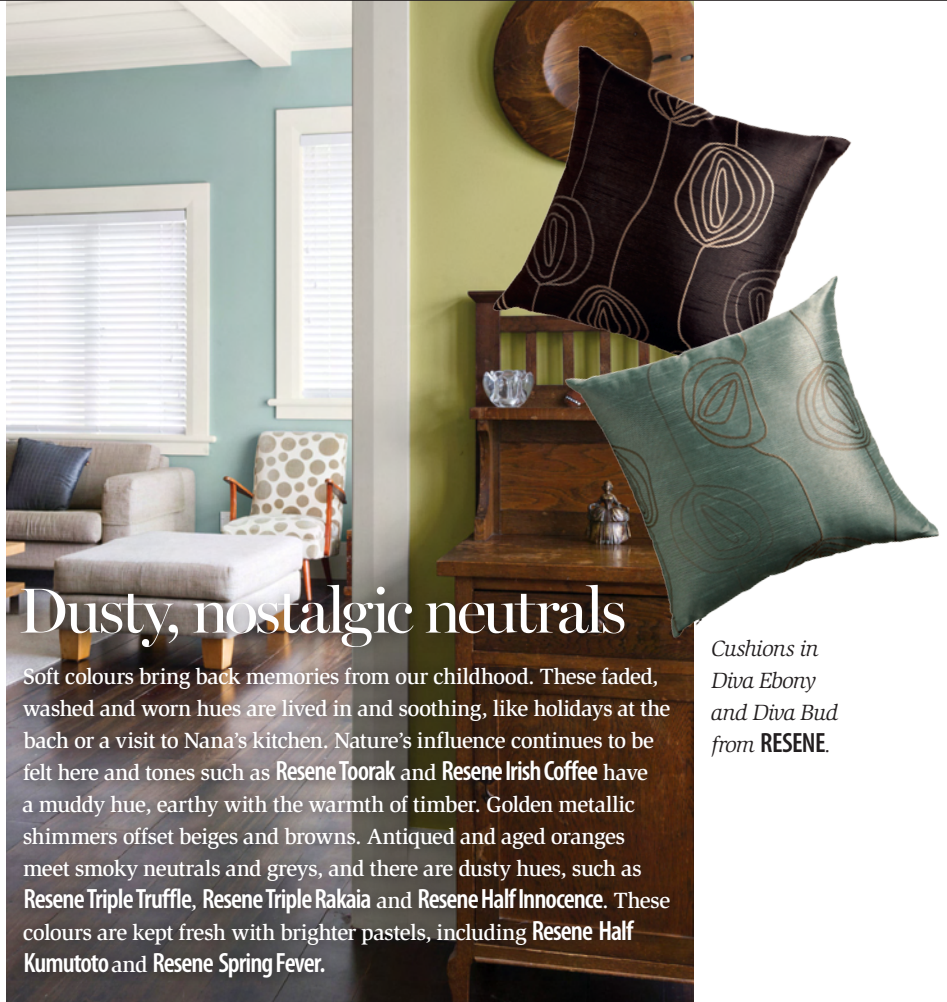 Dusty, nostalgic neutrals
Soft colours bring back memories from our childhood. These faded,
washed and worn hues are lived in and soothing, like holidays at the
bach or a visit to Nana's kitchen. Nature's influence continues to be
felt here and tones such as Resene Toorak and Resene Irish Coffee have
a muddy hue, earthy with the warmth of timber. Golden metallic
shimmers offset beiges and browns. Antiqued and aged oranges
meet smoky neutrals and greys, and there are dusty hues, such as
Resene Triple Truffle, Resene Triple Rakaia and Resene Half Innocence. These
colours are kept fresh with brighter pastels, including Resene Half
Kumutoto and Resene Spring Fever.
Cushions in
Diva Ebony
and Diva Bud
from RESENE.